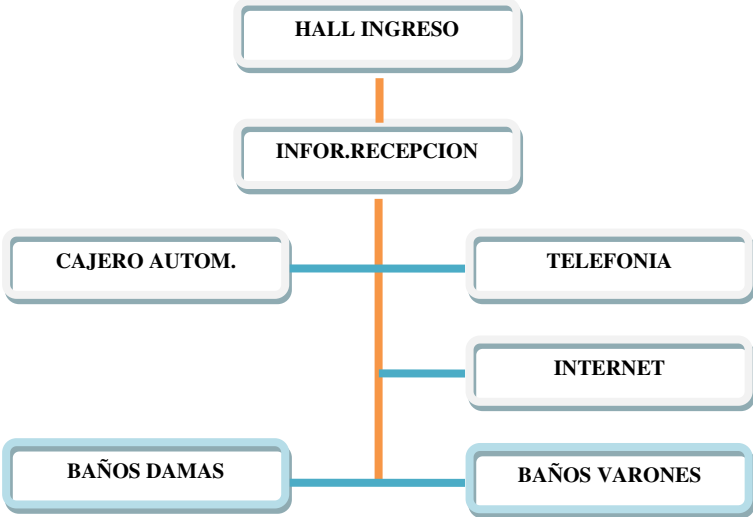 HALL INGRESO
INFOR.RECEPCION
CAJERO AUTOM.
TELEFONIA
INTERNET
BAÑOS DAMAS
BAÑOS VARONES